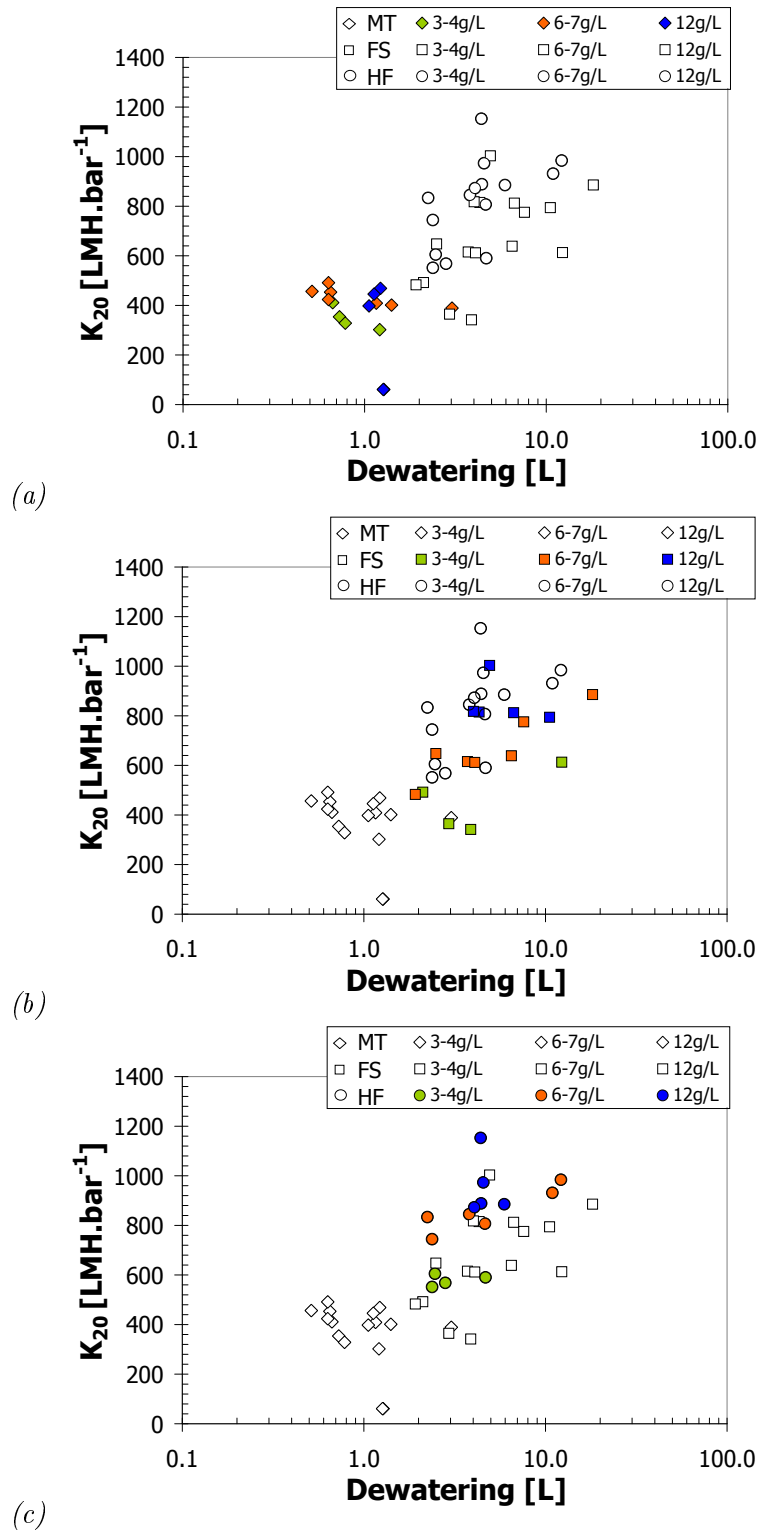 ◇ MT ◆ 3-4g/L ◆ 6-7g/L ◆ 12g/L
□ FS □ 3-4g/L □ 6-7g/L □ 12g/L
○ HF ○ 3-4g/L ○ 6-7g/L ○ 12g/L
1400
1200
1000
800
600
400
200
0
K₂₀ [LMH.bar⁻¹]
0.1 1.0 10.0 100.0
Dewatering [L]
(a)
◇ MT ◇ 3-4g/L ◇ 6-7g/L ◇ 12g/L
□ FS ■ 3-4g/L ■ 6-7g/L ■ 12g/L
○ HF ○ 3-4g/L ○ 6-7g/L ○ 12g/L
1400
1200
1000
800
600
400
200
0
K₂₀ [LMH.bar⁻¹]
0.1 1.0 10.0 100.0
Dewatering [L]
(b)
◇ MT ◇ 3-4g/L ◇ 6-7g/L ◇ 12g/L
□ FS □ 3-4g/L □ 6-7g/L □ 12g/L
○ HF ● 3-4g/L ● 6-7g/L ● 12g/L
1400
1200
1000
800
600
400
200
0
K₂₀ [LMH.bar⁻¹]
0.1 1.0 10.0 100.0
Dewatering [L]
(c)